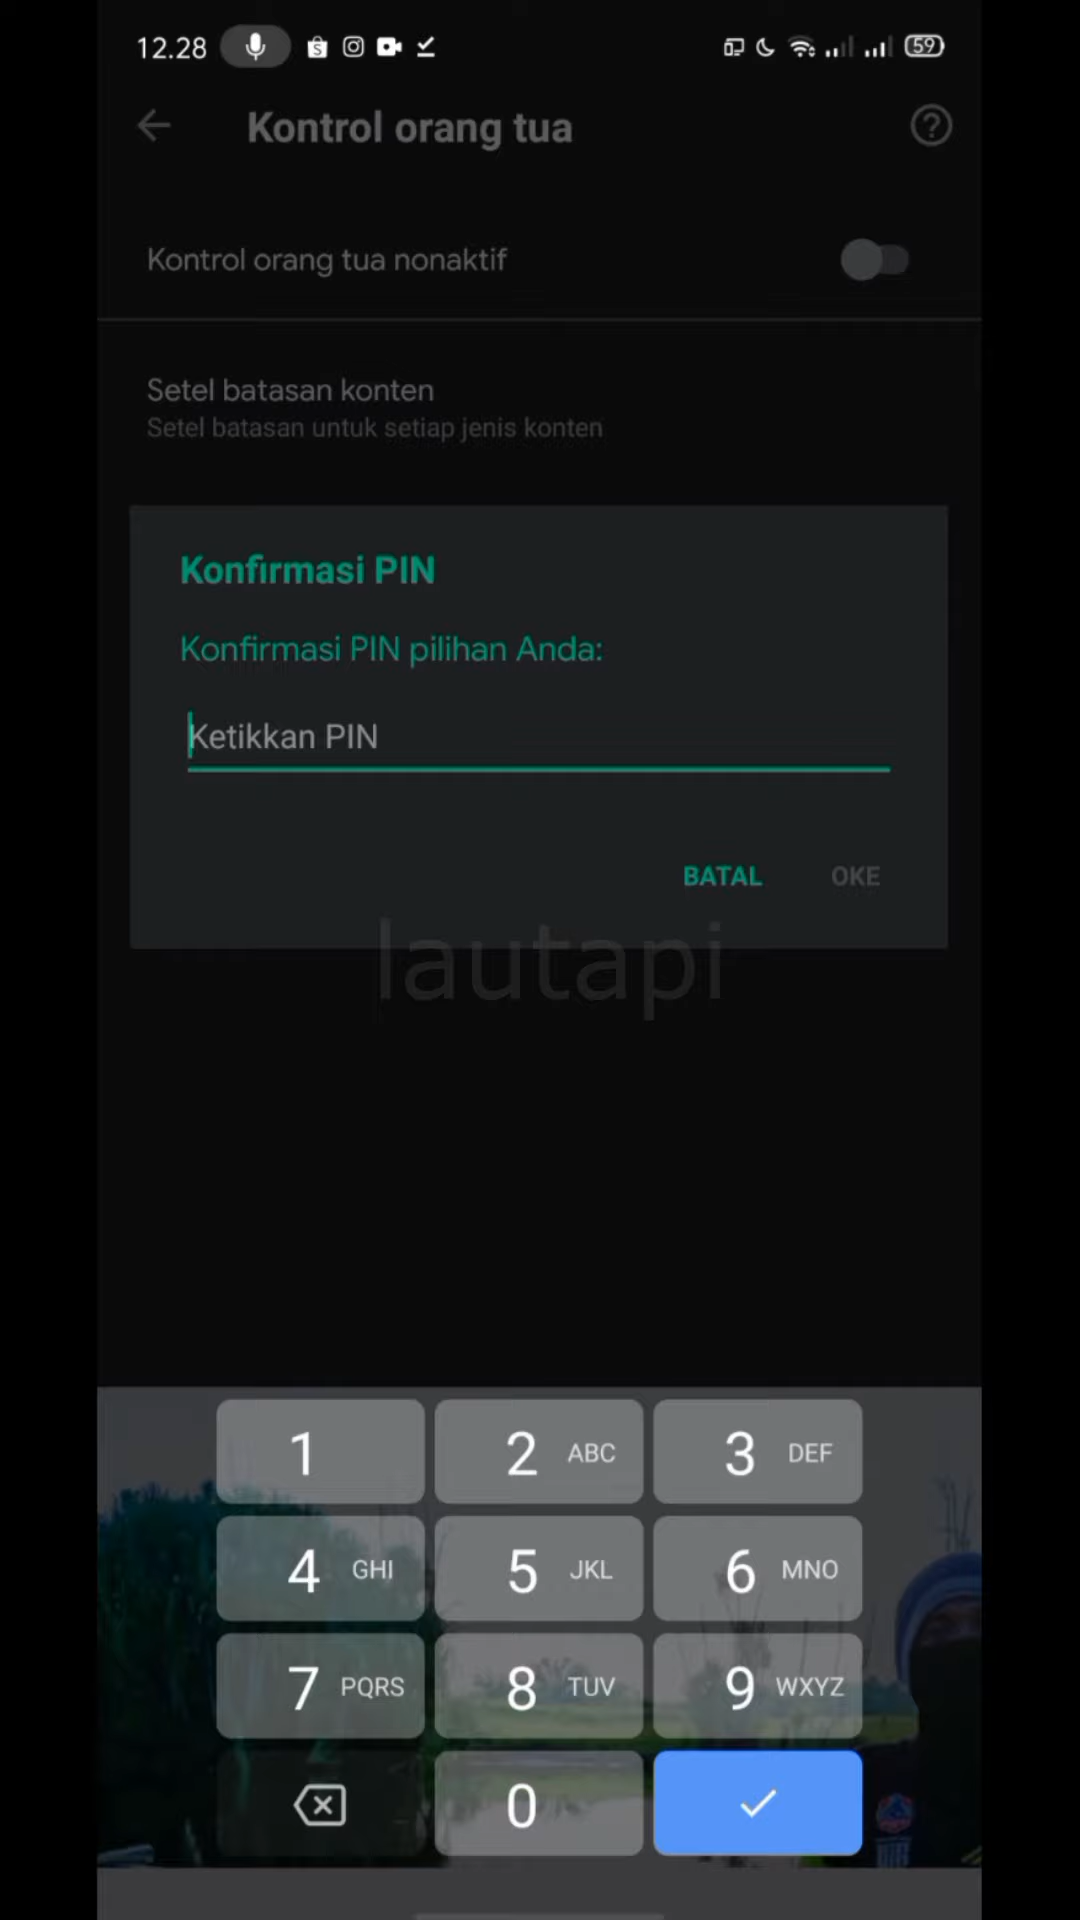 12.28
59
Kontrol orang tua
Kontrol orang tua nonaktif
Setel batasan konten
Setel batasan untuk setiap jenis konten
Konfirmasi PIN
Konfirmasi PIN pilihan Anda:
Ketikkan PIN
BATAL OKE
lautapi
1 2 ABC 3 DEF
4 GHI 5 JKL 6 MNO
7 PQRS 8 TUV 9 WXYZ
0